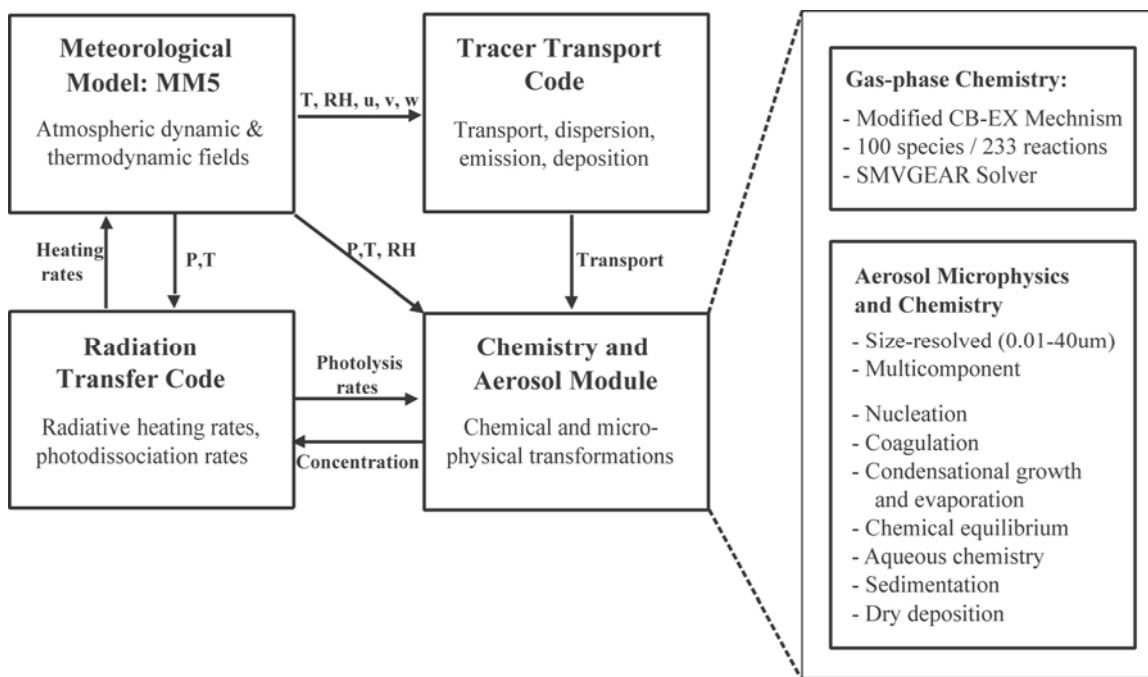 Meteorological
Model: MM5
Atmospheric dynamic &
thermodynamic fields
T, RH, u, v, w
Tracer Transport
Code
Transport, dispersion,
emission, deposition
Heating
rates
P,T
P,T, RH
Transport
Radiation
Transfer Code
Radiative heating rates,
photodissociation rates
Photolysis
rates
Concentration
Chemistry and
Aerosol Module
Chemical and micro-
physical transformations
Gas-phase Chemistry:
- Modified CB-EX Mechnism
- 100 species / 233 reactions
- SMVGEAR Solver
Aerosol Microphysics
and Chemistry
- Size-resolved (0.01-40um)
- Multicomponent
- Nucleation
- Coagulation
- Condensational growth
and evaporation
- Chemical equilibrium
- Aqueous chemistry
- Sedimentation
- Dry deposition